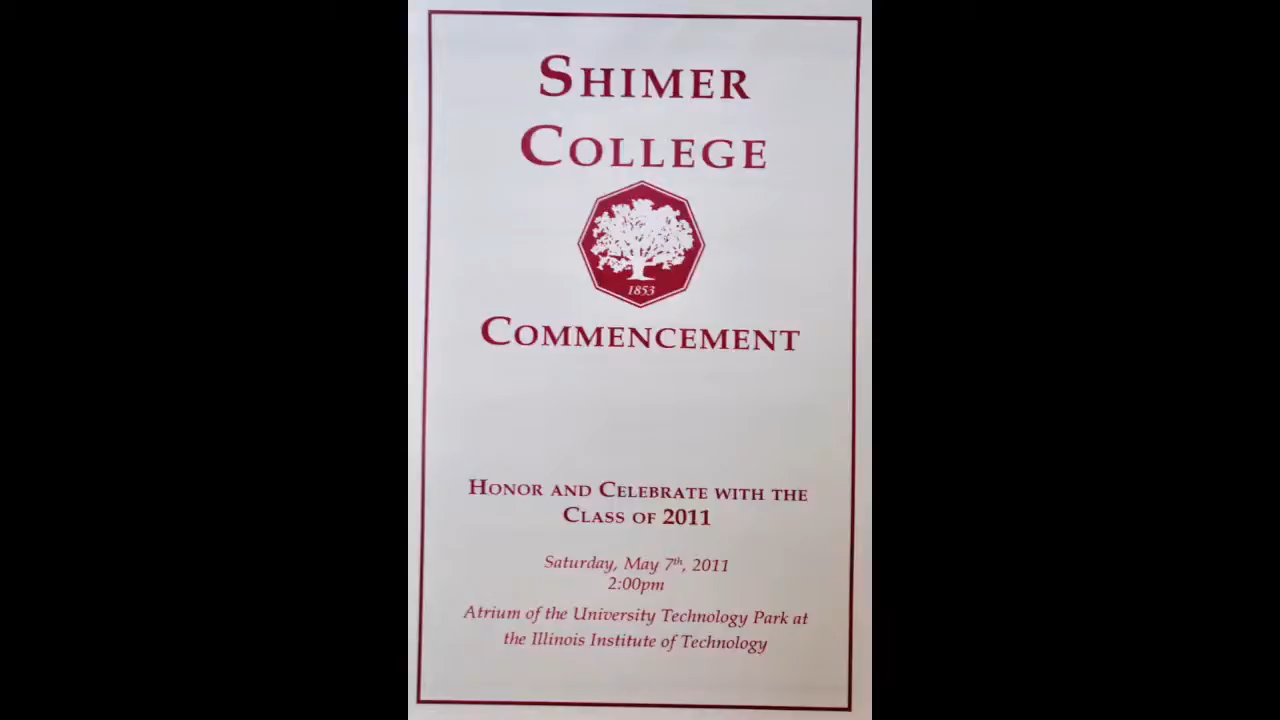 SHIMER
COLLEGE
1853
COMMENCEMENT
HONOR AND CELEBRATE WITH THE
CLASS OF 2011
Saturday, May 7th, 2011
2:00pm
Atrium of the University Technology Park at
the Illinois Institute of Technology